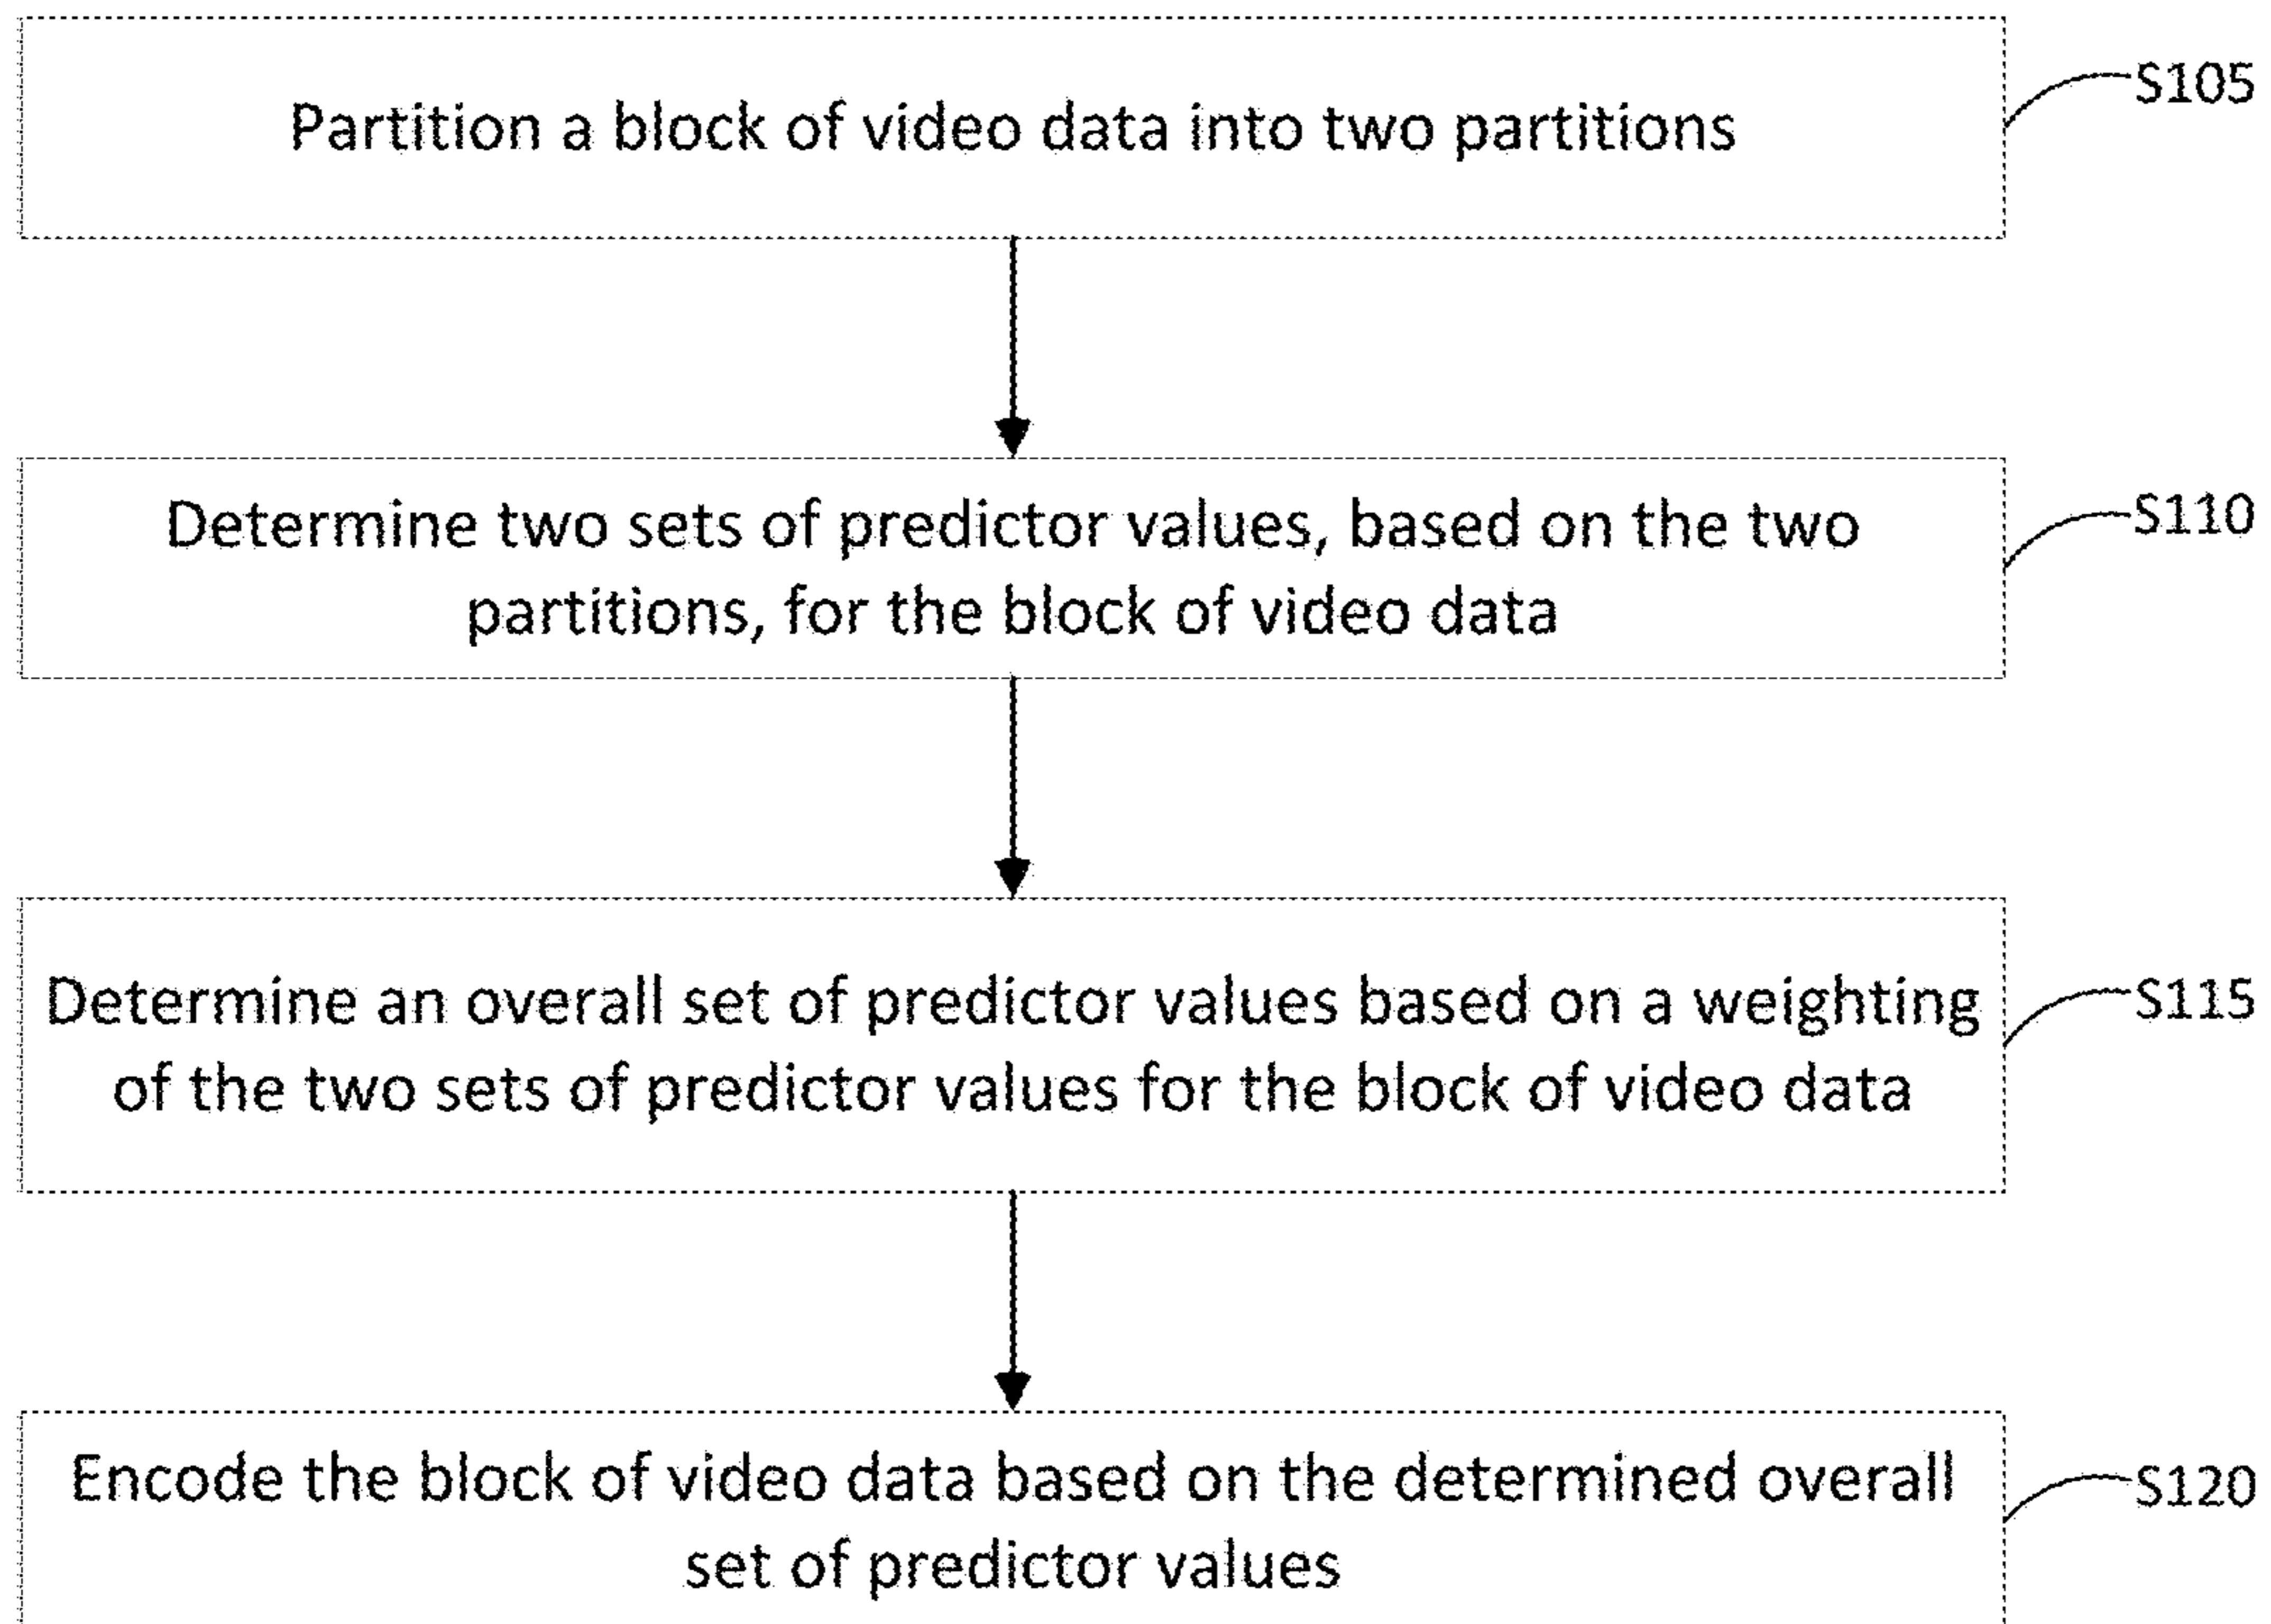 Partition a block of video data into two partitions
S105
Determine two sets of predictor values, based on the two
partitions, for the block of video data
S110
Determine an overall set of predictor values based on a weighting
of the two sets of predictor values for the block of video data
S115
Encode the block of video data based on the determined overall
set of predictor values
S120